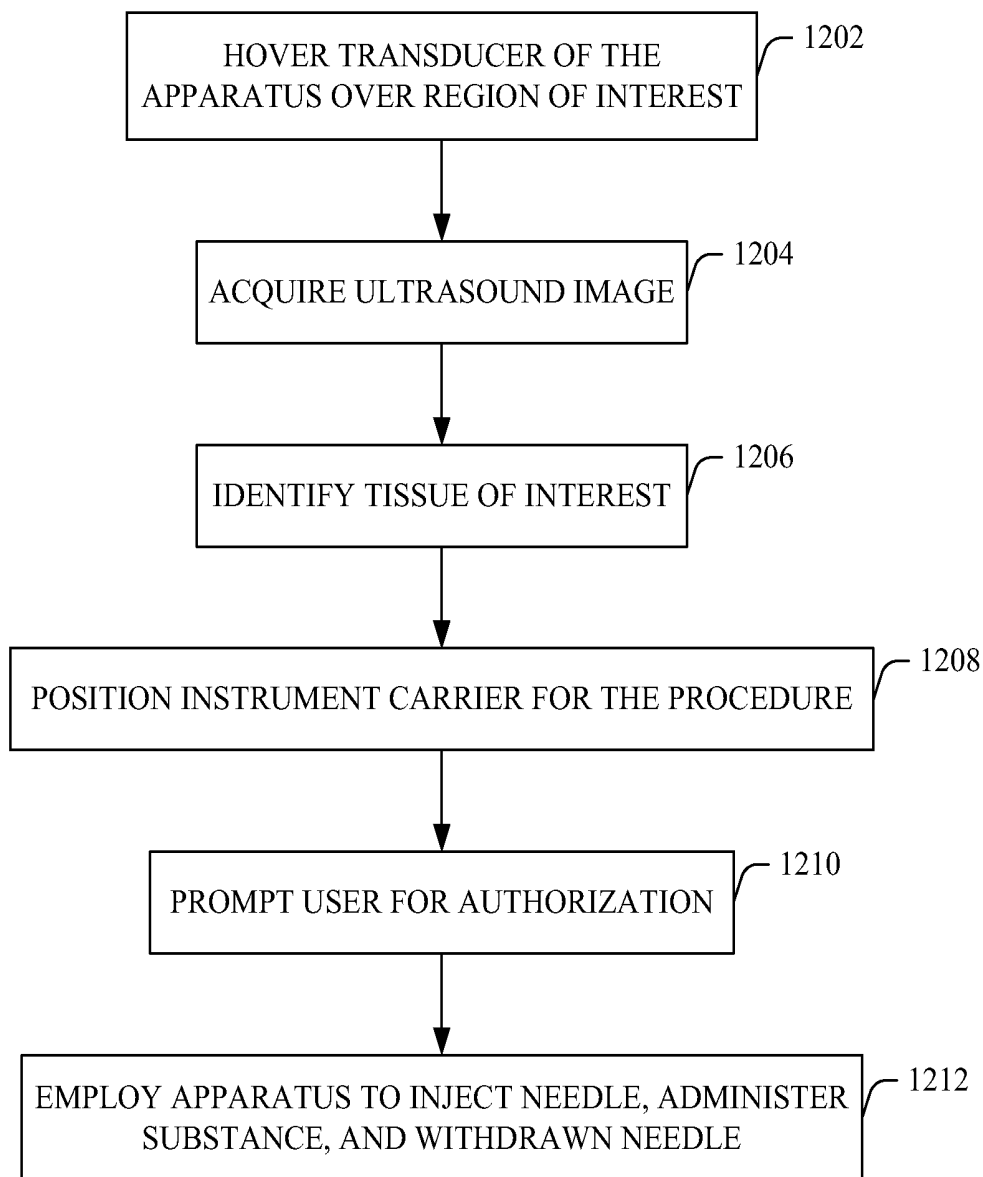 HOVER TRANSDUCER OF THE
APPARATUS OVER REGION OF INTEREST
1202
ACQUIRE ULTRASOUND IMAGE
1204
IDENTIFY TISSUE OF INTEREST
1206
POSITION INSTRUMENT CARRIER FOR THE PROCEDURE
1208
PROMPT USER FOR AUTHORIZATION
1210
EMPLOY APPARATUS TO INJECT NEEDLE, ADMINISTER
SUBSTANCE, AND WITHDRAWN NEEDLE
1212